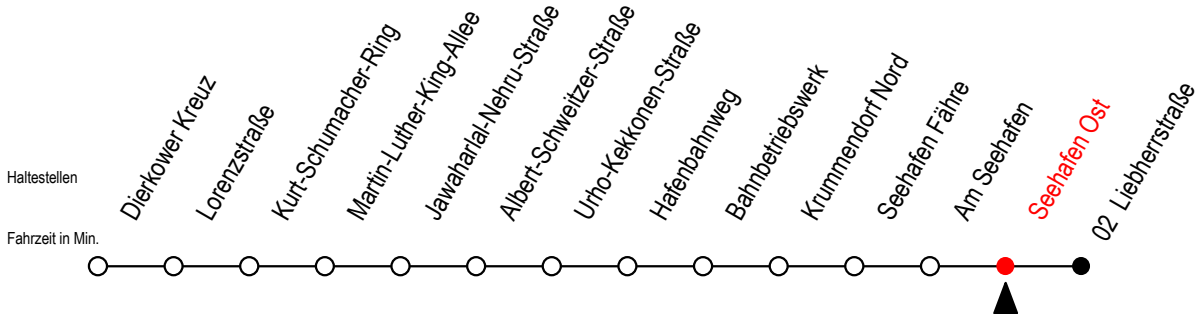 Haltestellen
Fahrzeit in Min.
Dierkower Kreuz
Lorenzstraße
Kurt-Schumacher-Ring
Martin-Luther-King-Allee
Jawaharlal-Nehru-Straße
Albert-Schweitzer-Straße
Urho-Kekkonen-Straße
Hafenbahnweg
Bahnbetriebswerk
Krummendorf Nord
Seehafen Fähre
Am Seehafen
Seehafen Ost
02 Liebherrstraße